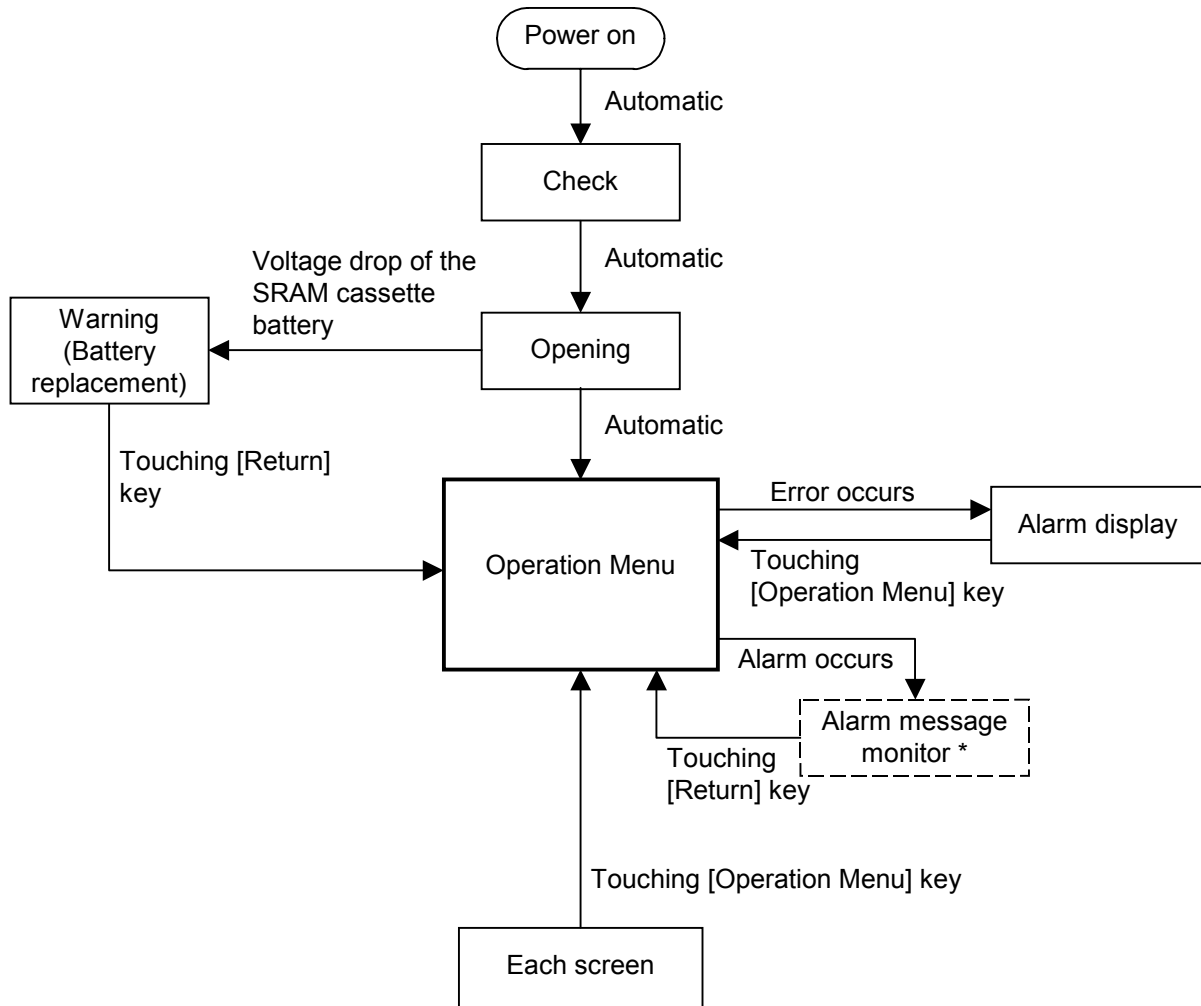 Power on
Automatic
Check
Automatic
Voltage drop of the
SRAM cassette
battery
Warning
(Battery
replacement)
Opening
Automatic
Touching [Return]
key
Operation Menu
Error occurs
Alarm display
Touching
[Operation Menu] key
Alarm occurs
Alarm message
monitor *
Touching
[Return] key
Touching [Operation Menu] key
Each screen